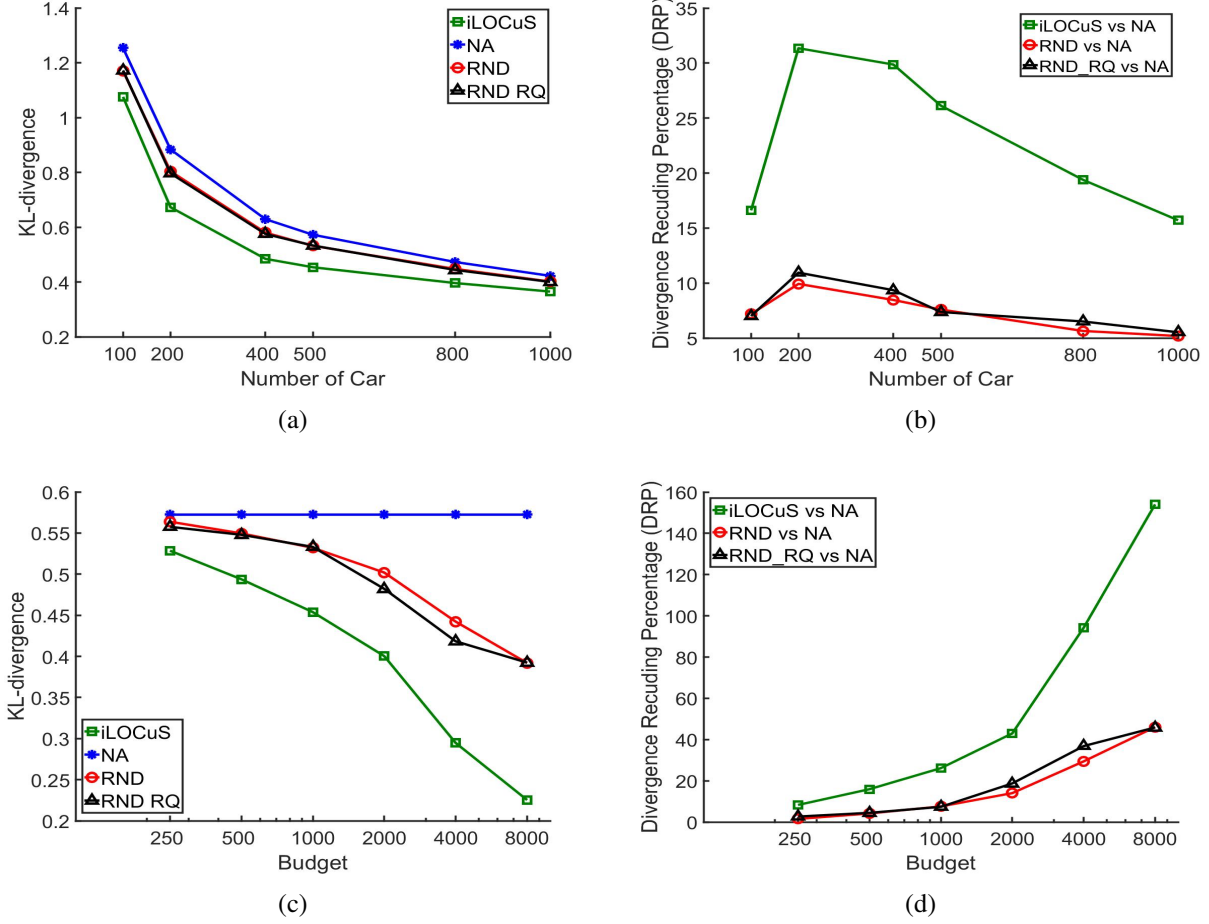 KL-divergence
1.4
1.2
1
0.8
0.6
0.4
0.2
100 200 400 500 800 1000
Number of Car
iLOCuS
NA
RND
RND RQ
(a)
Divergence Recuding Percentage (DRP)
35
30
25
20
15
10
5
100 200 400 500 800 1000
Number of Car
iLOCuS vs NA
RND vs NA
RND_RQ vs NA
(b)
KL-divergence
0.6
0.55
0.5
0.45
0.4
0.35
0.3
0.25
0.2
250 500 1000 2000 4000 8000
Budget
iLOCuS
NA
RND
RND RQ
(c)
Divergence Recuding Percentage (DRP)
160
140
120
100
80
60
40
20
0
250 500 1000 2000 4000 8000
Budget
iLOCuS vs NA
RND vs NA
RND_RQ vs NA
(d)